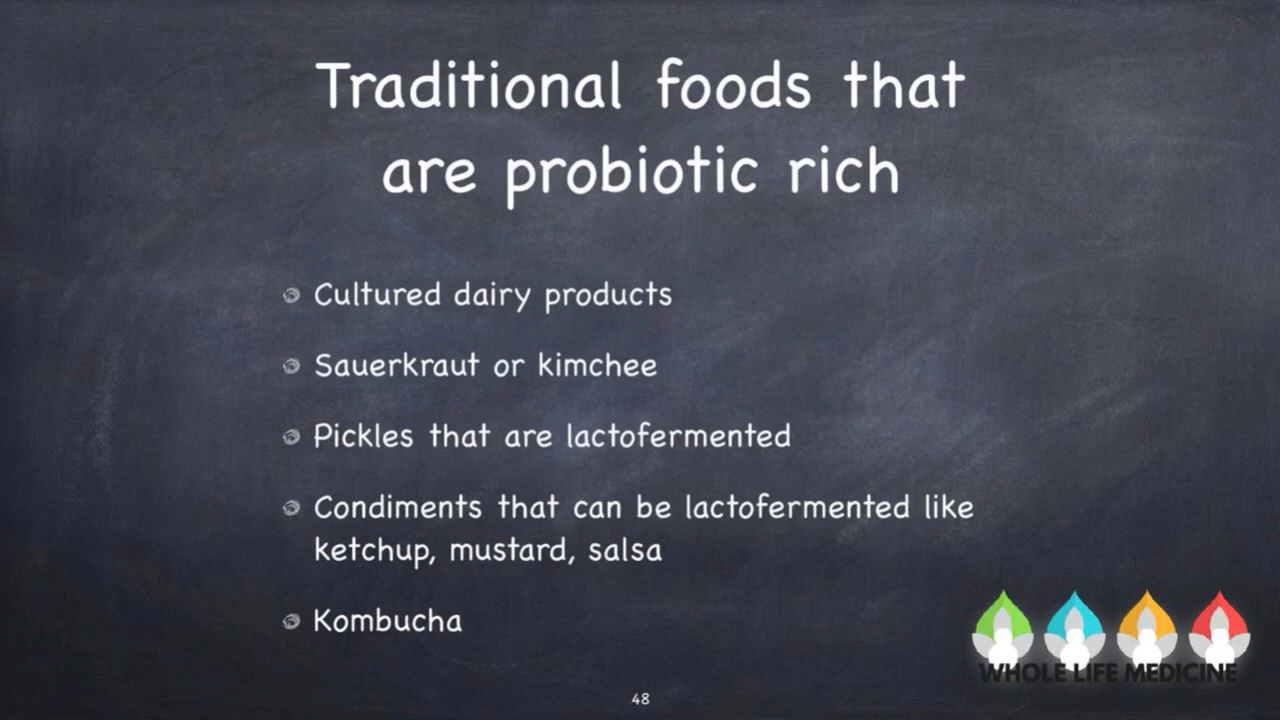 Traditional foods that
are probiotic rich
Cultured dairy products
Sauerkraut or kimchee
Pickles that are lactofermented
Condiments that can be lactofermented like
ketchup, mustard, salsa
Kombucha
WHOLE LIFE MEDICINE
48